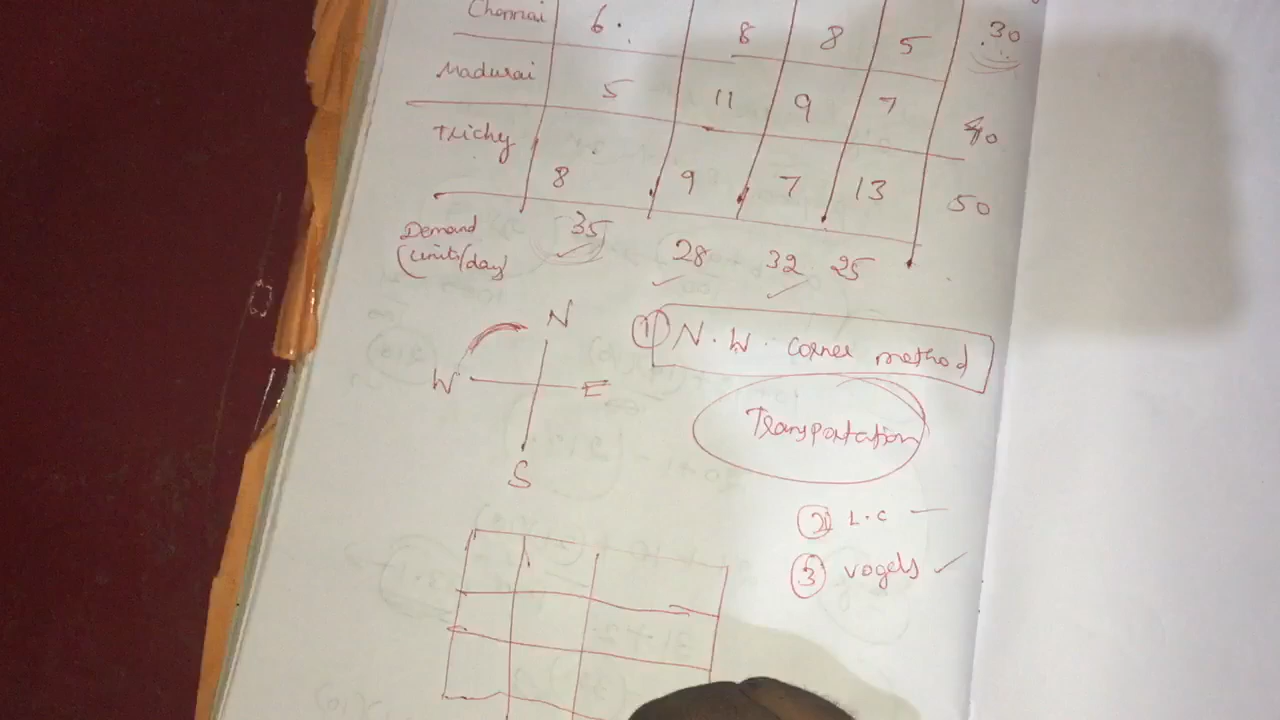 Chennai 6 8 8 5 30
Madurai 5 11 9 7 40
Trichy 8 9 7 13 50
Demand 35 28 32 25
(units/day)
N
W E
S
① N.W. corner method
Transportation
② L.C —
③ vogels ✓